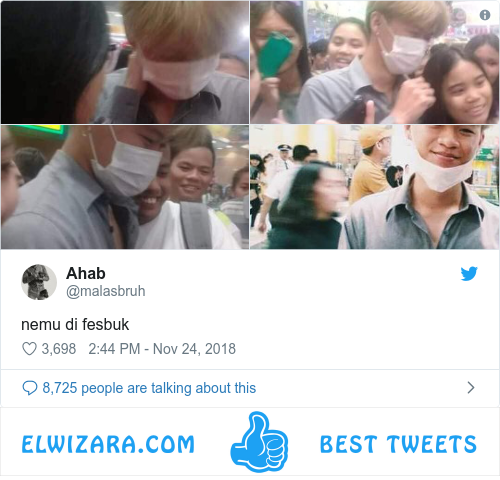 Ahab
@malasbruh
nemu di fesbuk
3,698 2:44 PM - Nov 24, 2018
8,725 people are talking about this
ELWIZARA.COM BEST TWEETS